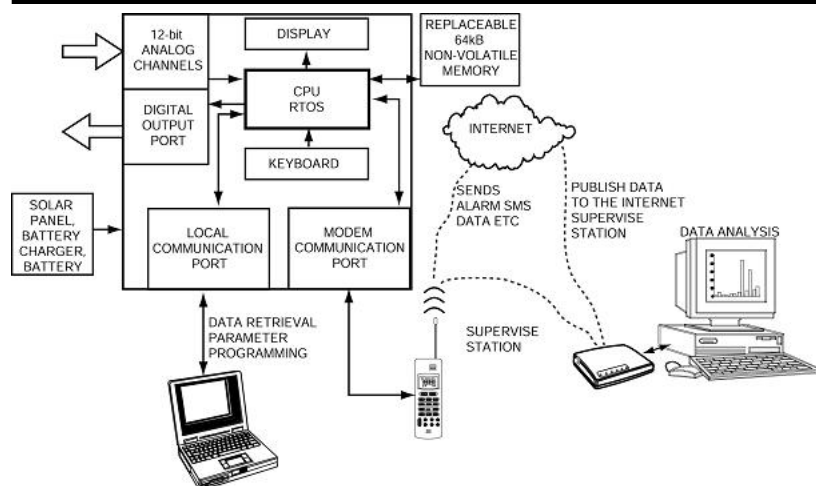 12-bit
ANALOG
CHANNELS
DIGITAL
OUTPUT
PORT
DISPLAY
CPU
RTOS
KEYBOARD
REPLACEABLE
64kB
NON-VOLATILE
MEMORY
SOLAR
PANEL,
BATTERY
CHARGER,
BATTERY
LOCAL
COMMUNICATION
PORT
MODEM
COMMUNICATION
PORT
INTERNET
SENDS
ALARM SMS
DATA ETC
PUBLISH DATA
TO THE INTERNET
SUPERVISE
STATION
DATA ANALYSIS
DATA RETRIEVAL
PARAMETER
PROGRAMMING
SUPERVISE
STATION